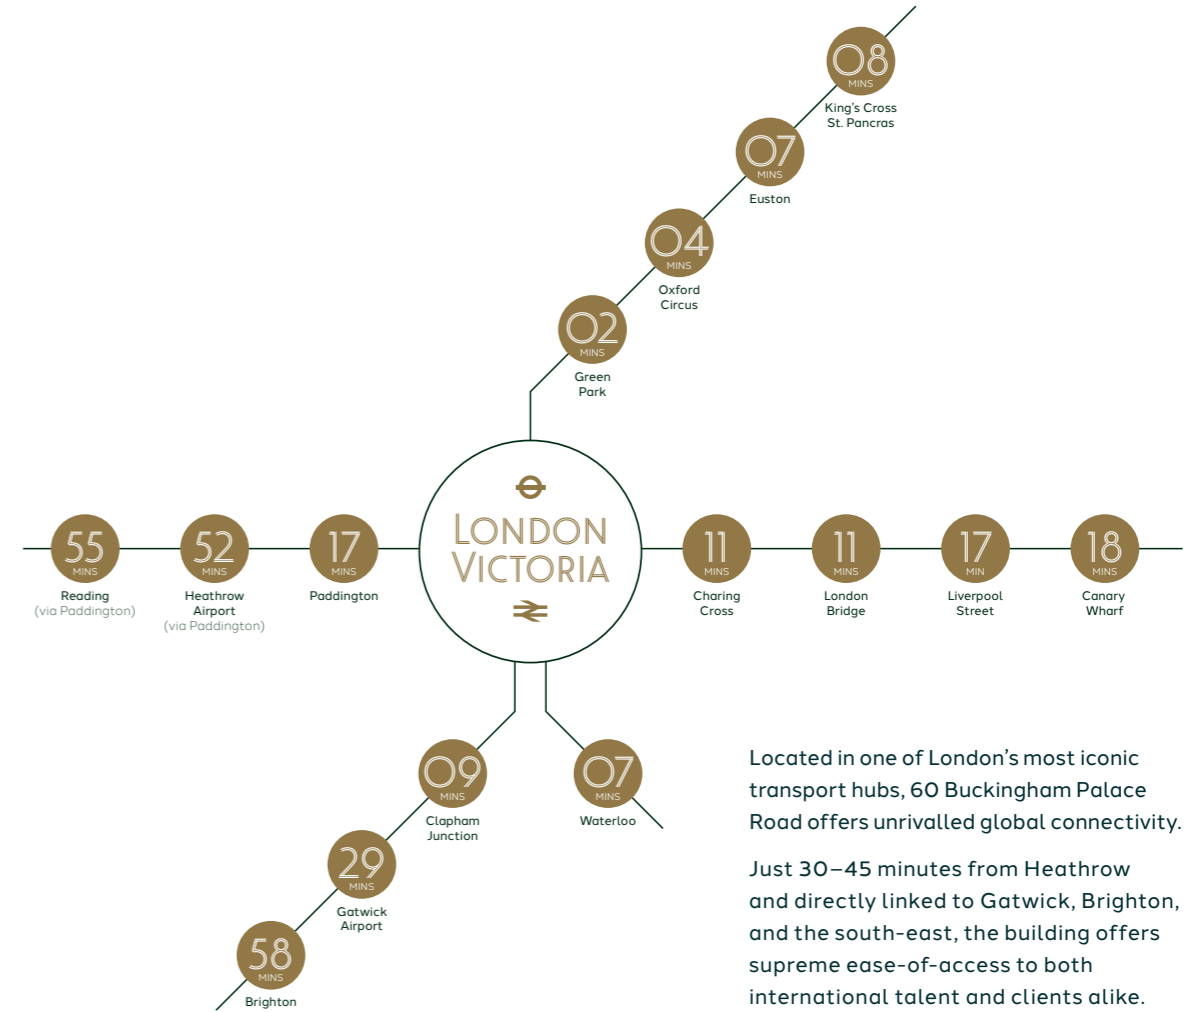 08
MINS
King's Cross
St. Pancras
07
MINS
Euston
04
MINS
Oxford
Circus
02
MINS
Green
Park
LONDON
VICTORIA
55
MINS
Reading
(via Paddington)
52
MINS
Heathrow
Airport
(via Paddington)
17
MINS
Paddington
11
MINS
Charing
Cross
11
MINS
London
Bridge
17
MIN
Liverpool
Street
18
MINS
Canary
Wharf
09
MINS
Clapham
Junction
29
MINS
Gatwick
Airport
58
MINS
Brighton
07
MINS
Waterloo
Located in one of London's most iconic
transport hubs, 60 Buckingham Palace
Road offers unrivalled global connectivity.
Just 30–45 minutes from Heathrow
and directly linked to Gatwick, Brighton,
and the south-east, the building offers
supreme ease-of-access to both
international talent and clients alike.